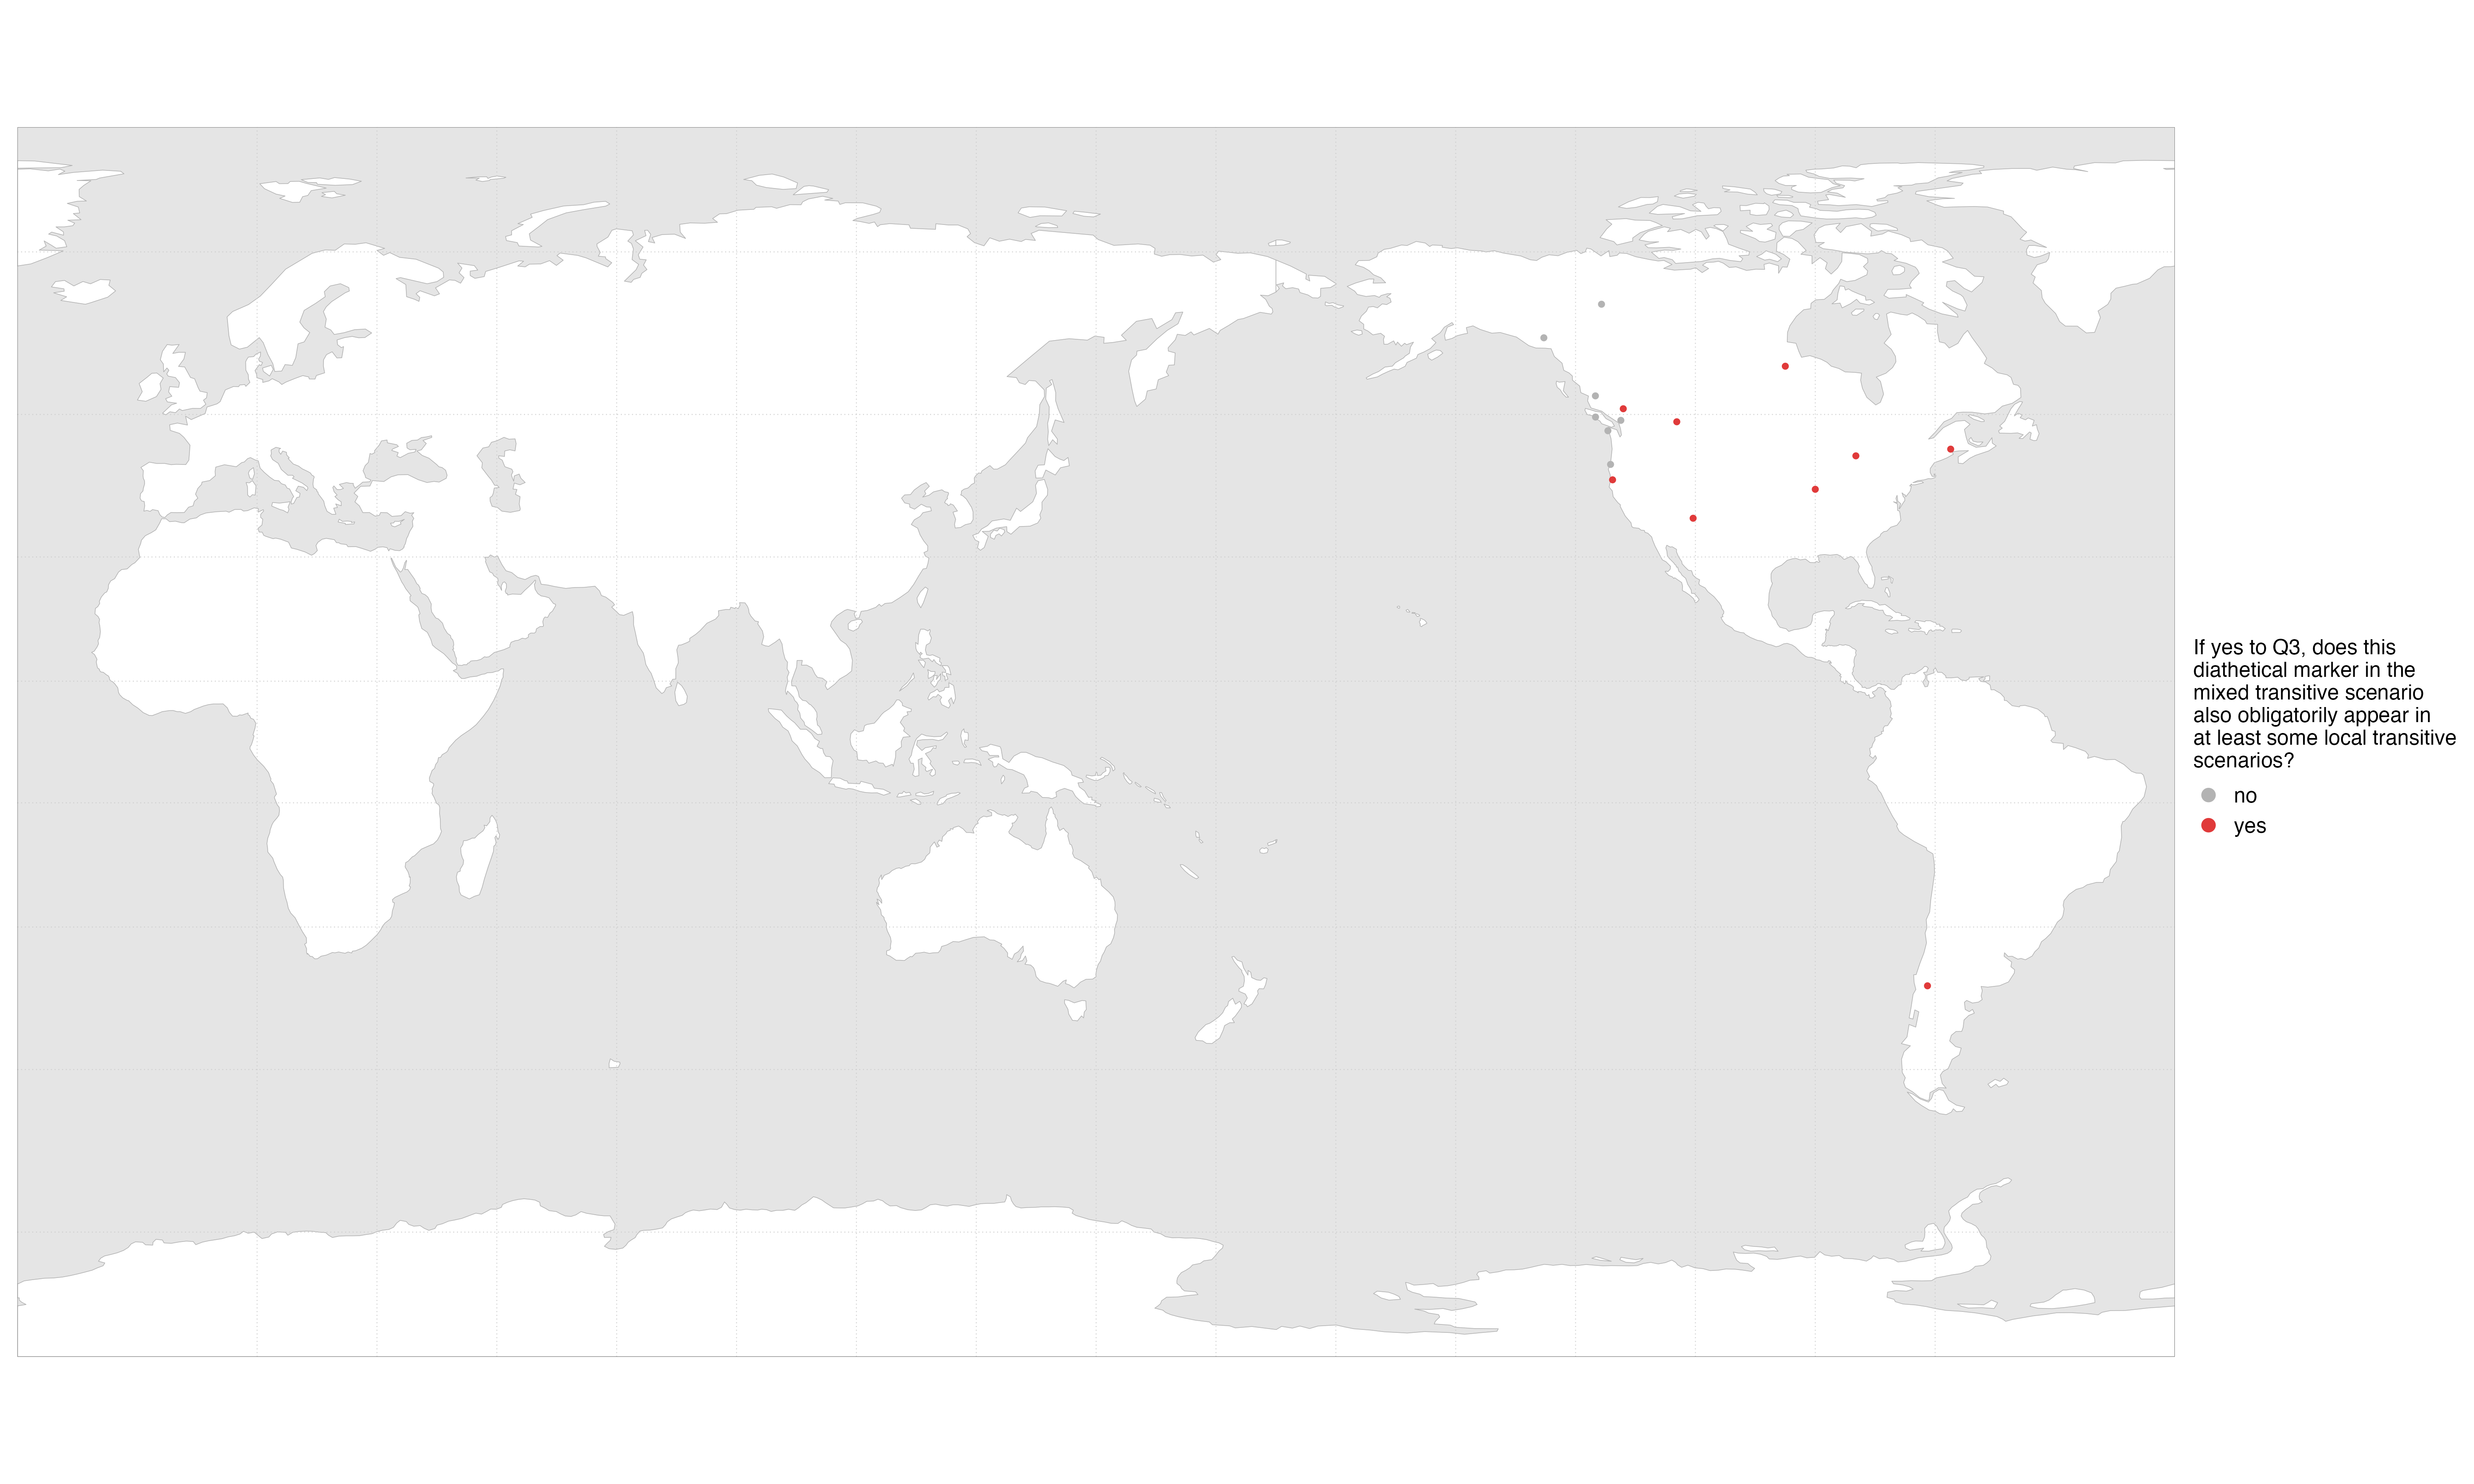 If yes to Q3, does this
diathetical marker in the
mixed transitive scenario
also obligatorily appear in
at least some local transitive
scenarios?
no
yes